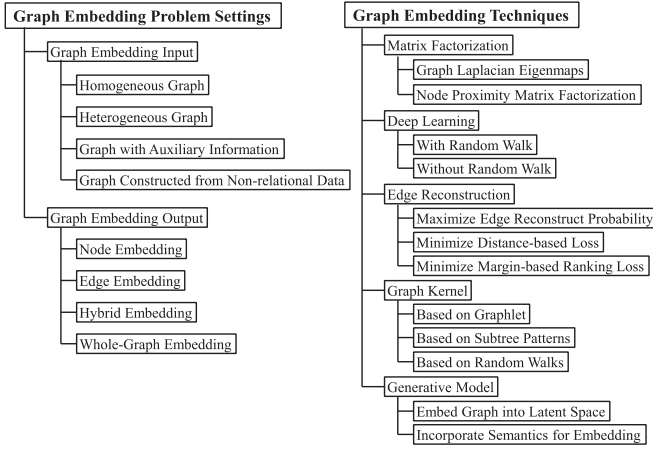 Graph Embedding Problem Settings
Graph Embedding Input
Homogeneous Graph
Heterogeneous Graph
Graph with Auxiliary Information
Graph Constructed from Non-relational Data
Graph Embedding Output
Node Embedding
Edge Embedding
Hybrid Embedding
Whole-Graph Embedding
Graph Embedding Techniques
Matrix Factorization
Graph Laplacian Eigenmaps
Node Proximity Matrix Factorization
Deep Learning
With Random Walk
Without Random Walk
Edge Reconstruction
Maximize Edge Reconstruct Probability
Minimize Distance-based Loss
Minimize Margin-based Ranking Loss
Graph Kernel
Based on Graphlet
Based on Subtree Patterns
Based on Random Walks
Generative Model
Embed Graph into Latent Space
Incorporate Semantics for Embedding